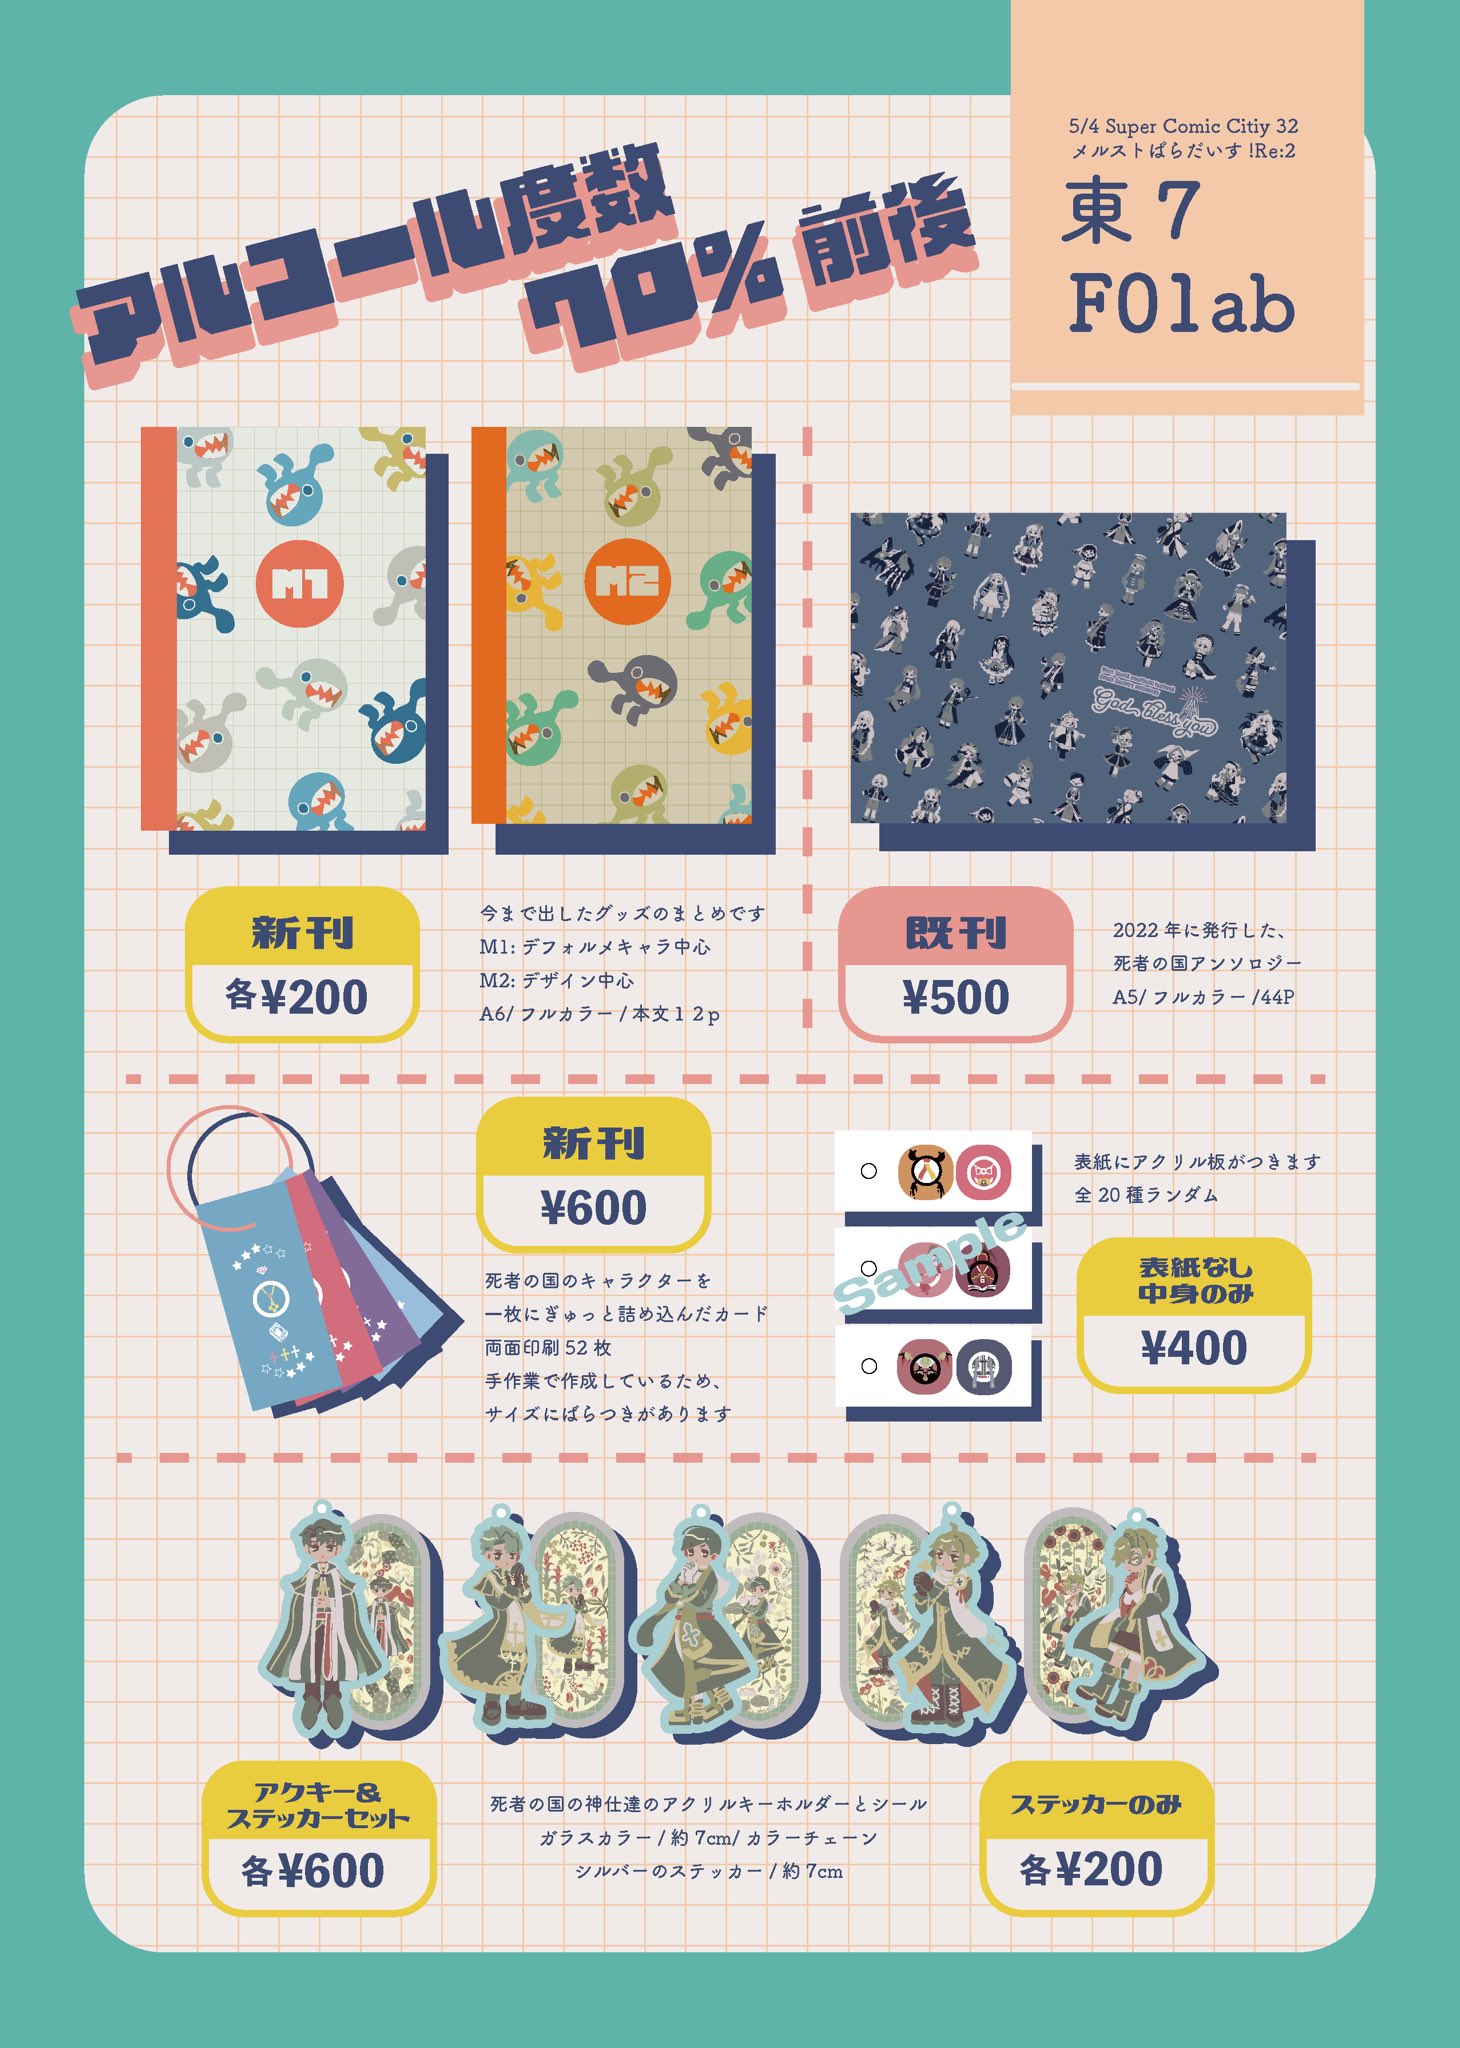 5/4 Super Comic Citiy 32
メルストぱらだいす!Re:2
東7
F01ab
アルコール度数
70%前後
M1
M2
God bless you
新刊
各¥200
今まで出したグッズのまとめです
M1: デフォルメキャラ中心
M2: デザイン中心
A6/ フルカラー / 本文12p
既刊
¥500
2022 年に発行した、
死者の国アンソロジー
A5/ フルカラー /44P
新刊
¥600
死者の国のキャラクターを
一枚にぎゅっと詰め込んだカード
両面印刷 52 枚
手作業で作成しているため、
サイズにばらつきがあります
Sample
表紙にアクリル板がつきます
全 20 種ランダム
表紙なし
中身のみ
¥400
アクキー&
ステッカーセット
各¥600
死者の国の神仕達のアクリルキーホルダーとシール
ガラスカラー / 約 7cm/ カラーチェーン
シルバーのステッカー / 約 7cm
ステッカーのみ
各¥200